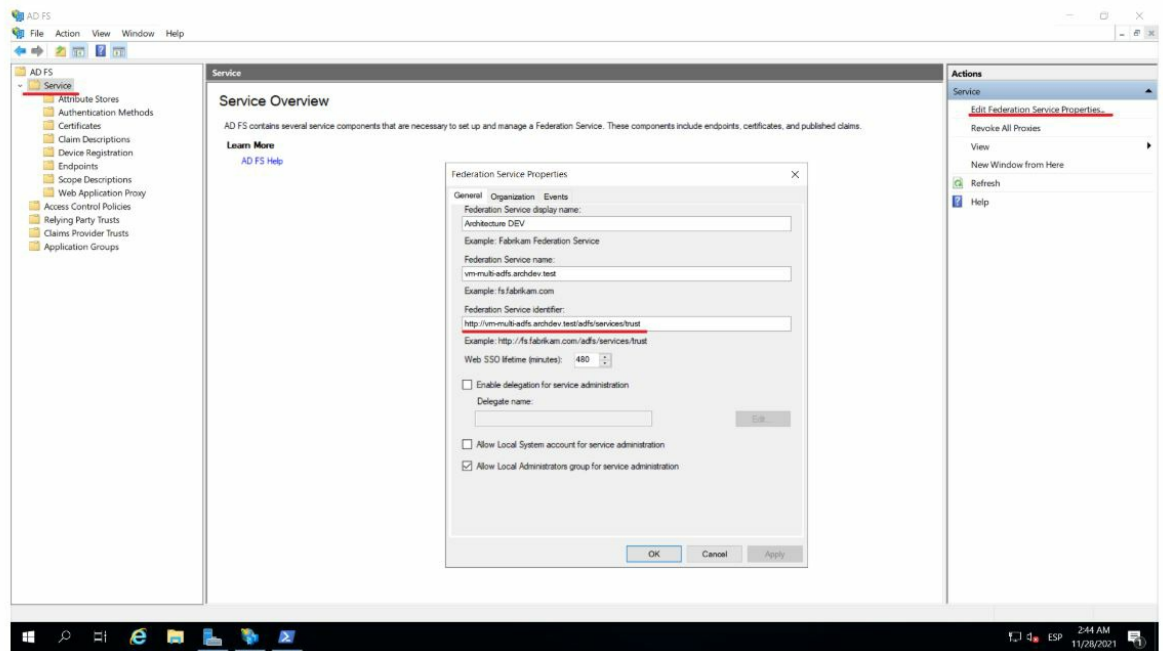 AD FS
File Action View Window Help
AD FS
Service
Attribute Stores
Authentication Methods
Certificates
Claim Descriptions
Device Registration
Endpoints
Scope Descriptions
Web Application Proxy
Access Control Policies
Relying Party Trusts
Claims Provider Trusts
Application Groups
Service
Service Overview
AD FS contains several service components that are necessary to set up and manage a Federation Service. These components include endpoints, certificates, and published claims.
Learn More
AD FS Help
Federation Service Properties
General Organization Events
Federation Service display name:
Architecture DEV
Example: Fabrikam Federation Service
Federation Service name:
vm-multi-adfs.archdev.test
Example: fs.fabrikam.com
Federation Service identifier:
http://vm-multi-adfs.archdev.test/adfs/services/trust
Example: http://fs.fabrikam.com/adfs/services/trust
Web SSO lifetime (minutes): 480
Enable delegation for service administration
Delegate name:
Edit...
Allow Local System account for service administration
Allow Local Administrators group for service administration
OK Cancel Apply
Actions
Service
Edit Federation Service Properties...
Revoke All Proxies
View
New Window from Here
Refresh
Help
ESP
2:44 AM
11/28/2021